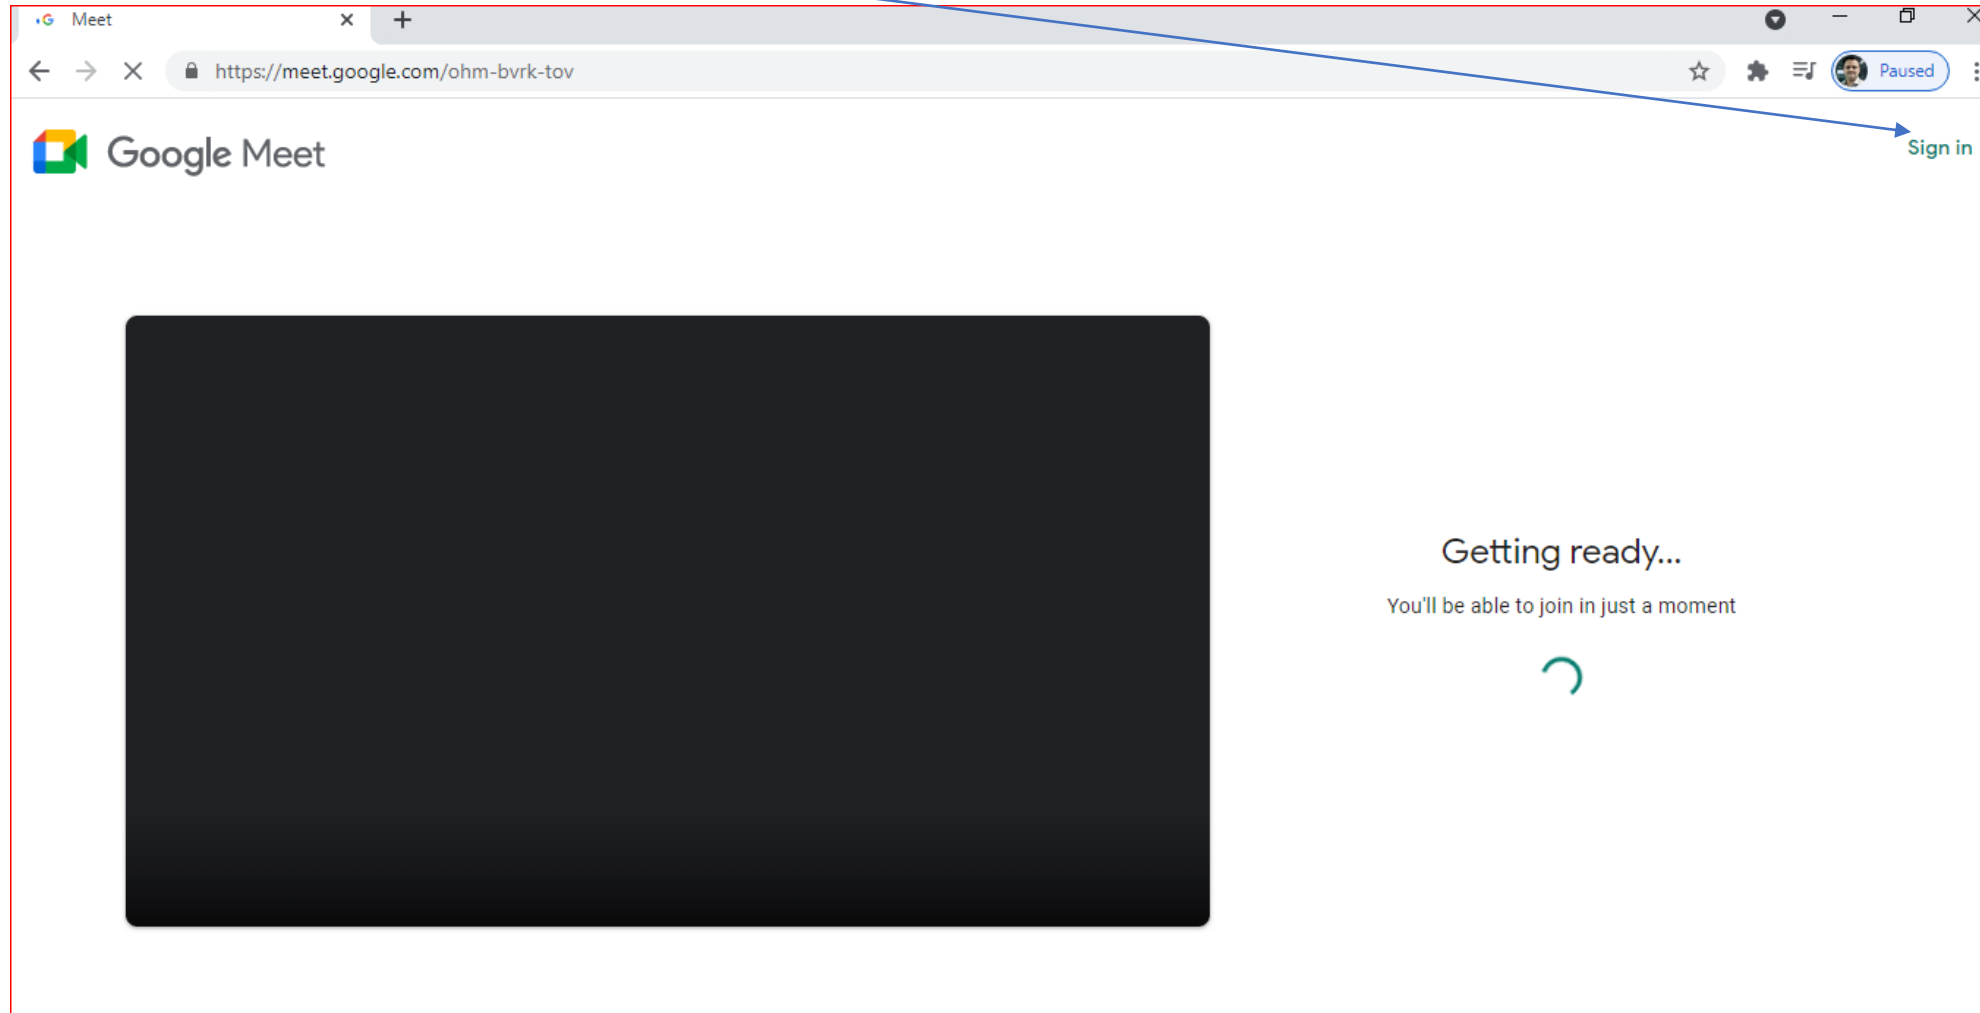 Meet
https://meet.google.com/ohm-bvrk-tov
Paused
Google Meet
Sign in
Getting ready...
You'll be able to join in just a moment